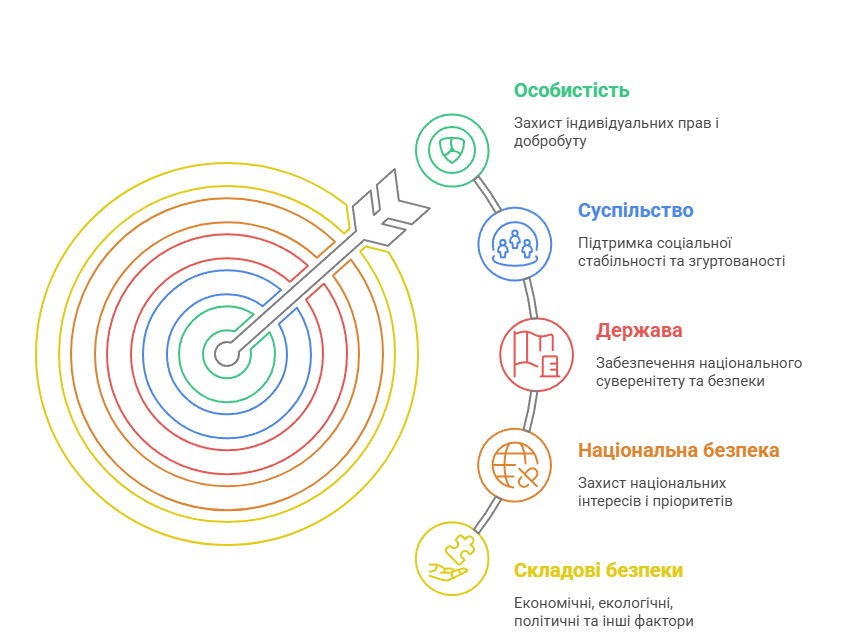 Особистість
Захист індивідуальних прав і
добробуту
Суспільство
Підтримка соціальної
стабільності та згуртованості
Держава
Забезпечення національного
суверенітету та безпеки
Національна безпека
Захист національних
інтересів і пріоритетів
Складові безпеки
Економічні, екологічні,
політичні та інші фактори